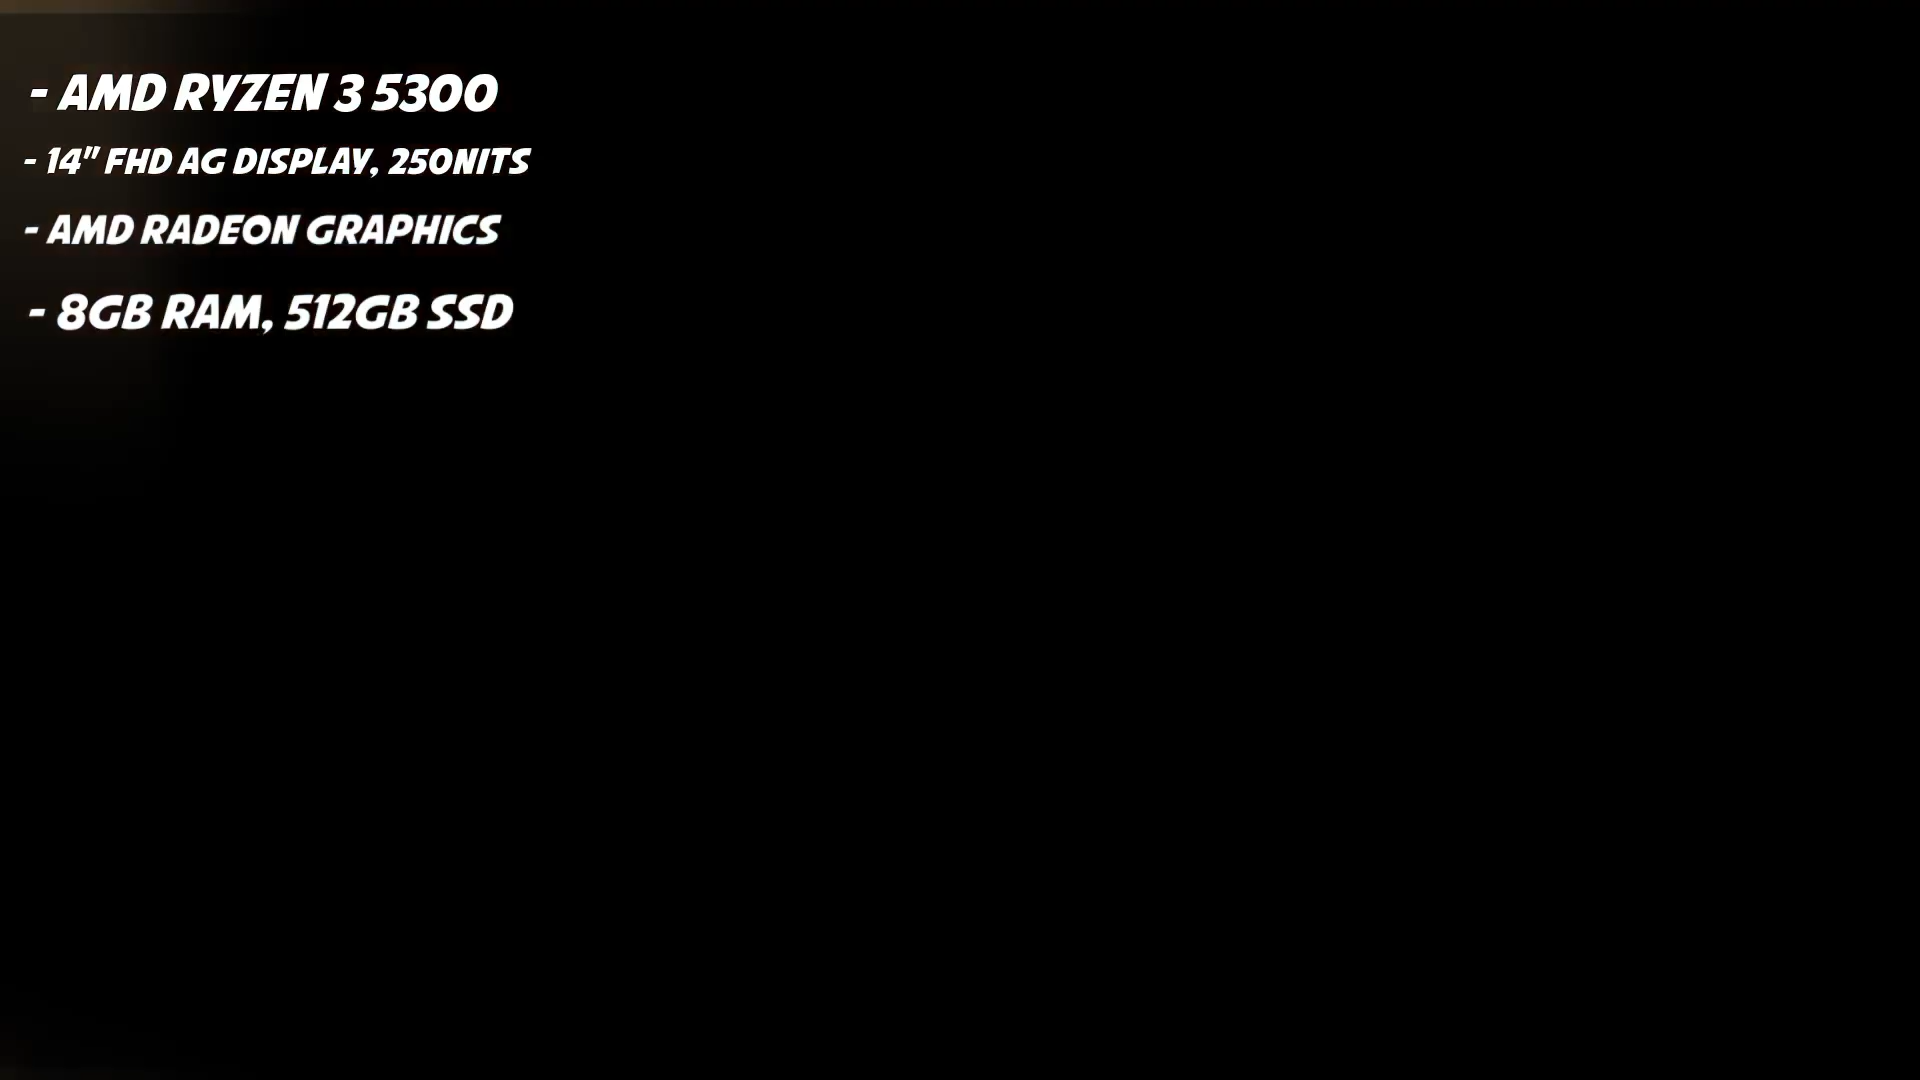 - AMD RYZEN 3 5300
- 14" FHD AG DISPLAY, 250NITS
- AMD RADEON GRAPHICS
- 8GB RAM, 512GB SSD